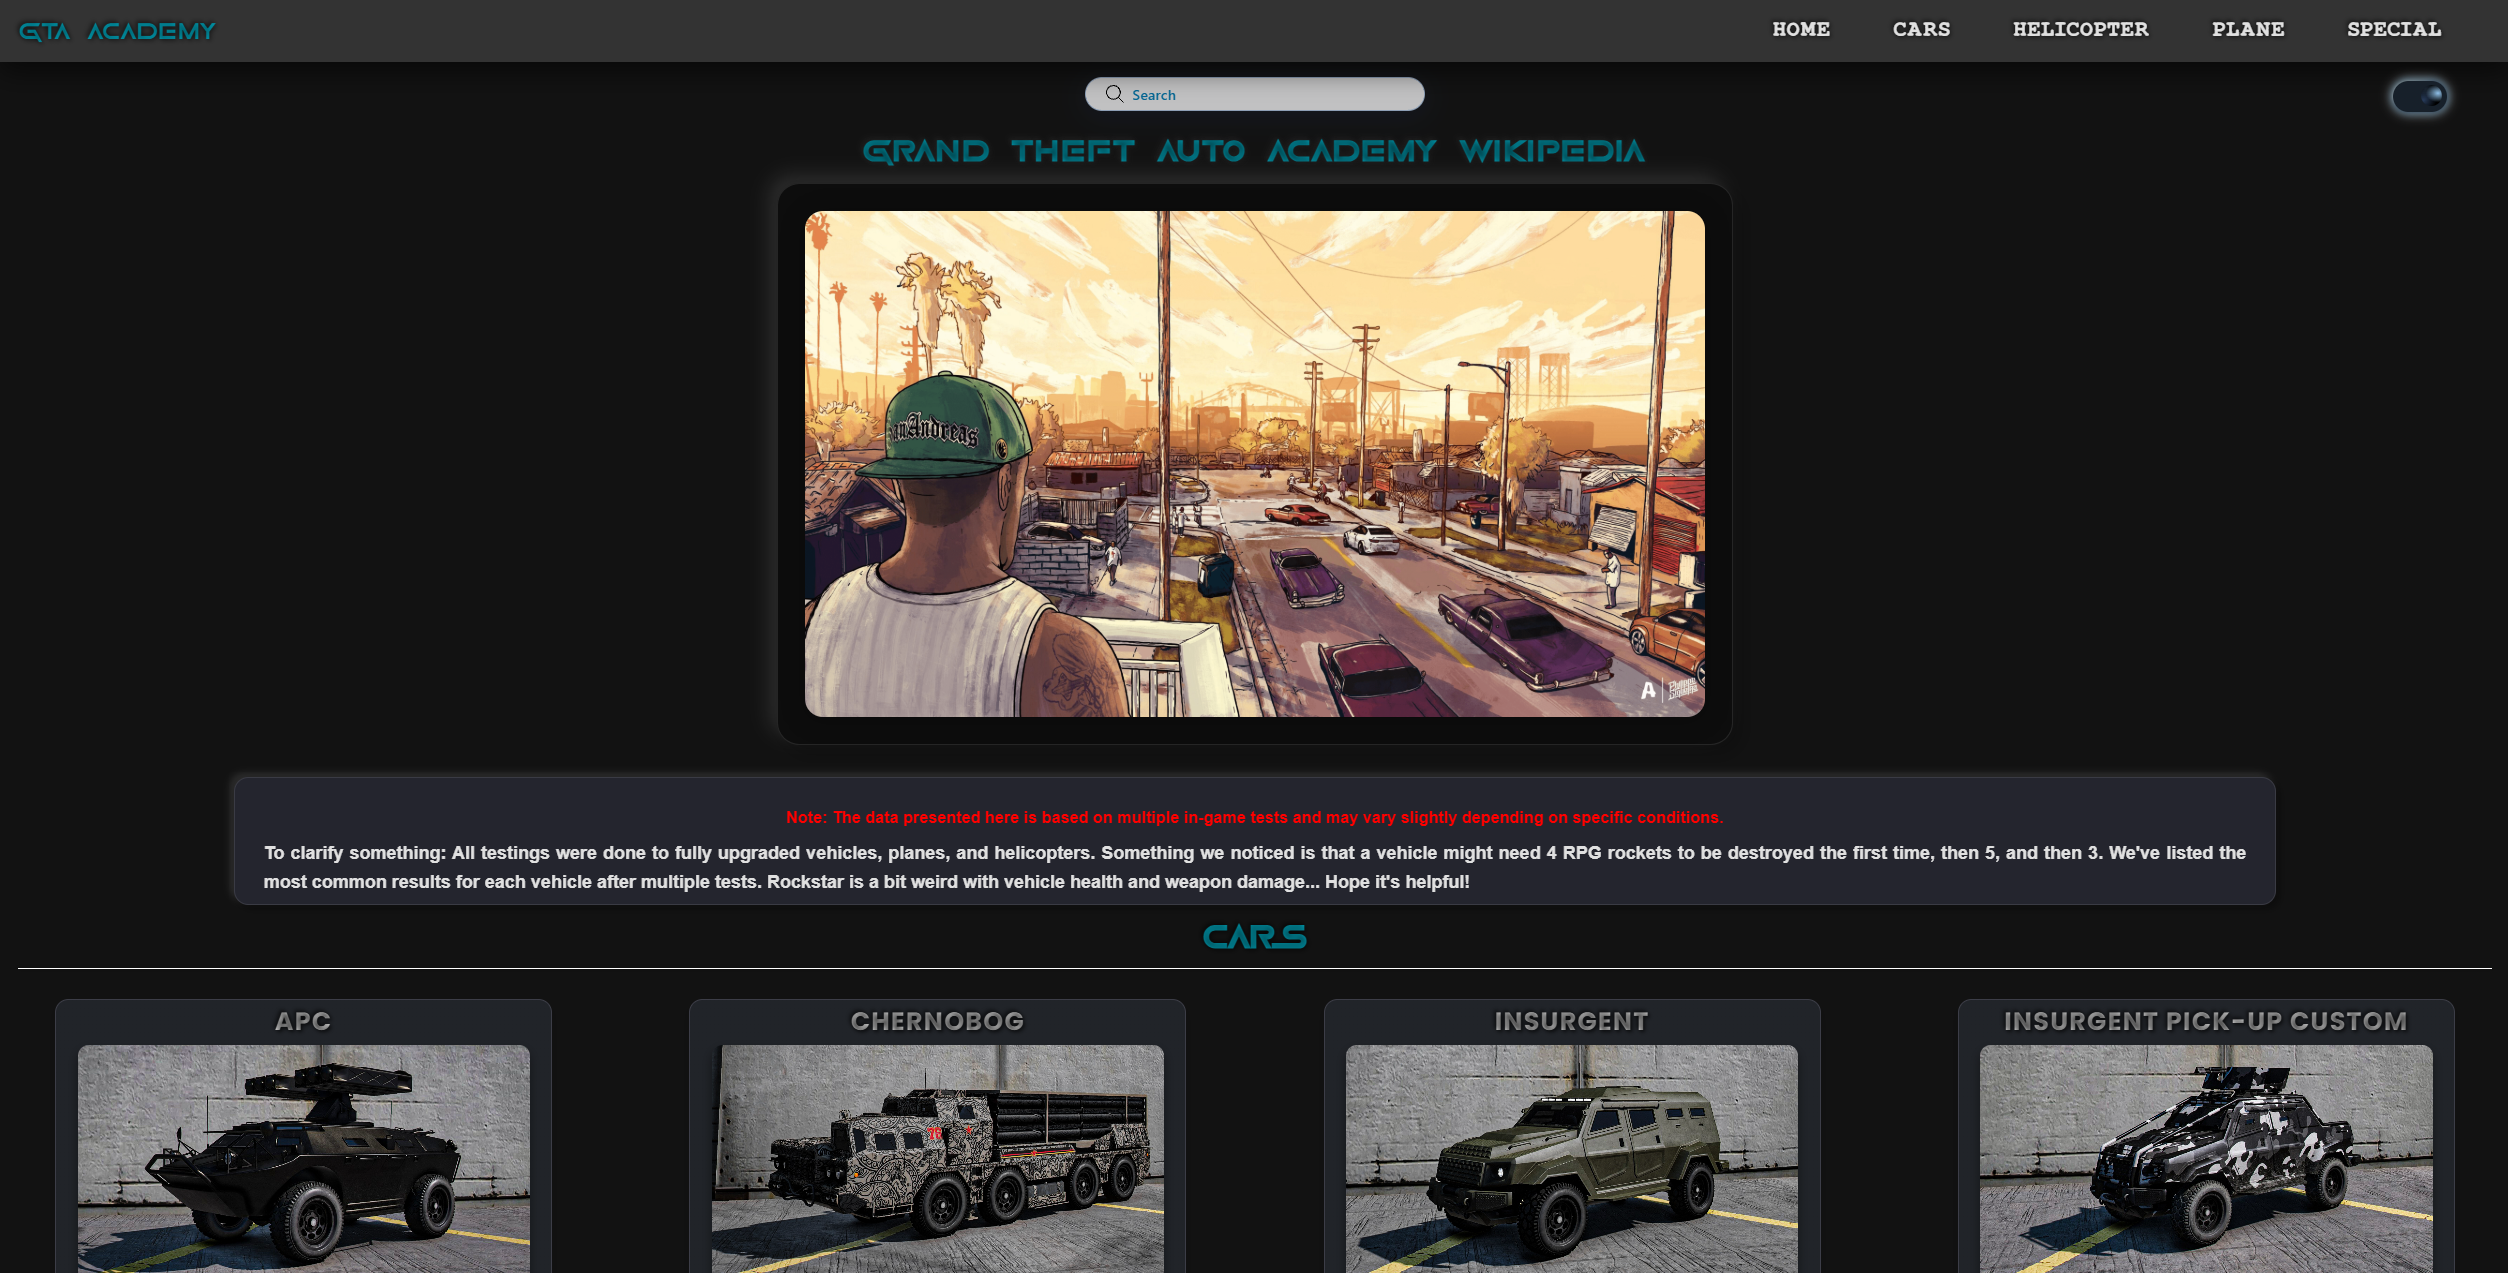 GTA ACADEMY
HOME CARS HELICOPTER PLANE SPECIAL
Search
GRAND THEFT AUTO ACADEMY WIKIPEDIA
anAndreas
A
Note: The data presented here is based on multiple in-game tests and may vary slightly depending on specific conditions.
To clarify something: All testings were done to fully upgraded vehicles, planes, and helicopters. Something we noticed is that a vehicle might need 4 RPG rockets to be destroyed the first time, then 5, and then 3. We've listed the
most common results for each vehicle after multiple tests. Rockstar is a bit weird with vehicle health and weapon damage... Hope it's helpful!
CARS
APC
CHERNOBOG
INSURGENT
INSURGENT PICK-UP CUSTOM